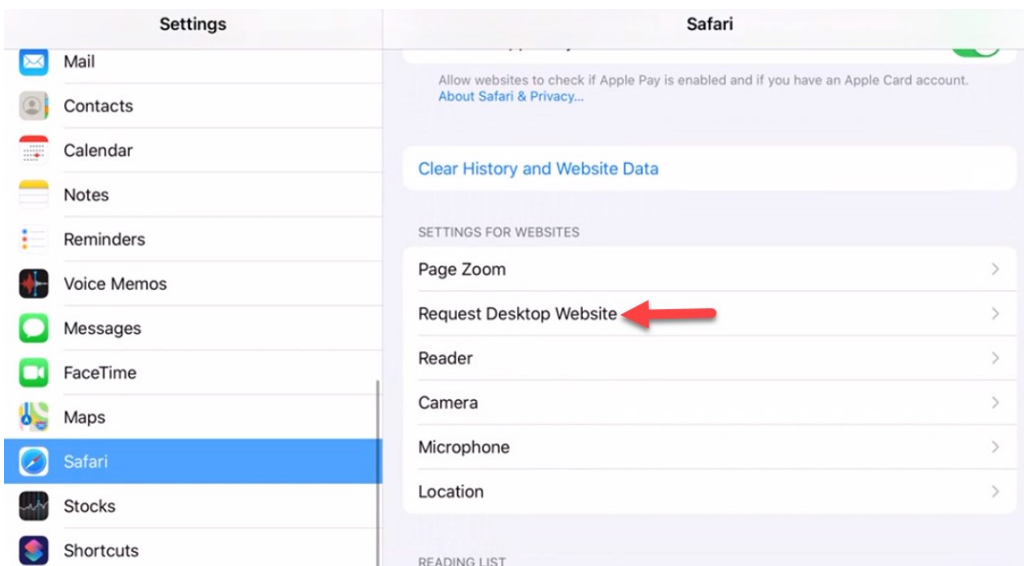 Settings
Safari
Mail
Contacts
Calendar
Notes
Reminders
Voice Memos
Messages
FaceTime
Maps
Safari
Stocks
Shortcuts
Allow websites to check if Apple Pay is enabled and if you have an Apple Card account.
About Safari & Privacy...
Clear History and Website Data
SETTINGS FOR WEBSITES
Page Zoom
Request Desktop Website
Reader
Camera
Microphone
Location
READING LIST